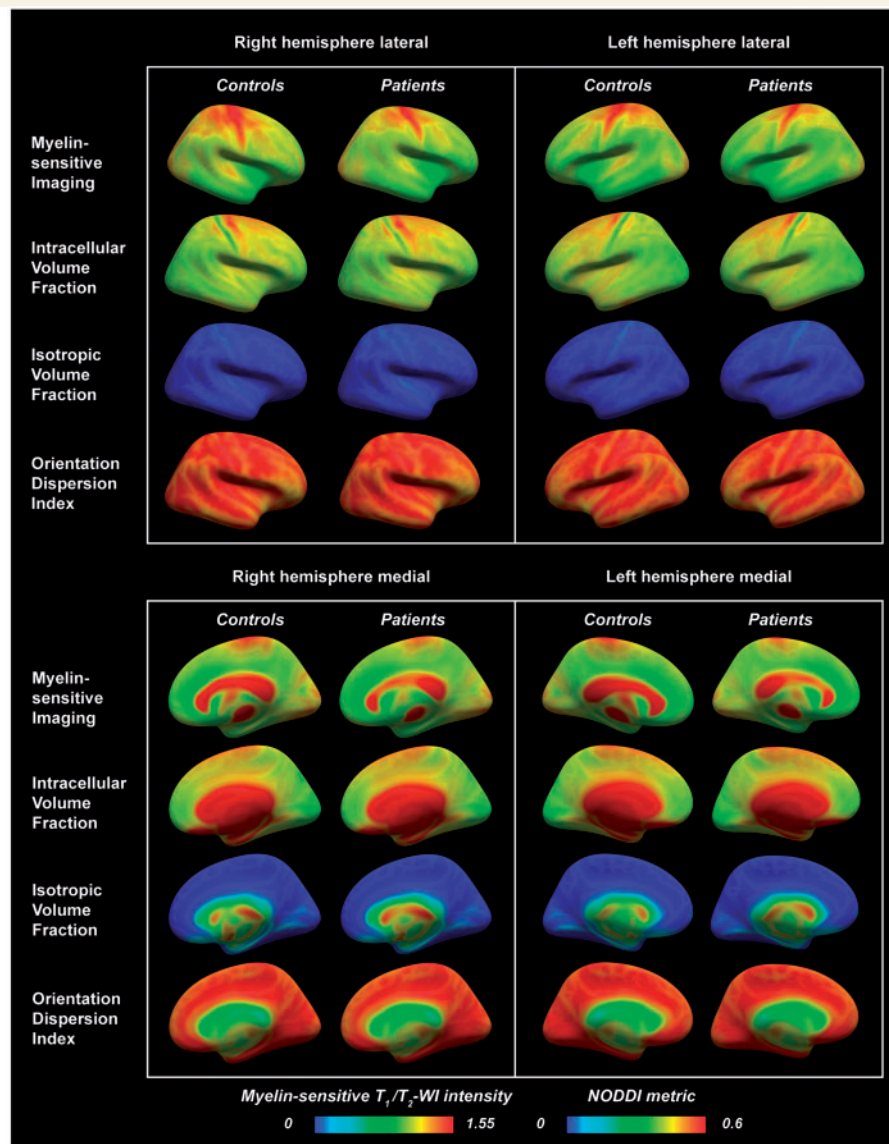 Right hemisphere lateral
Left hemisphere lateral
Controls
Patients
Controls
Patients
Myelin-
sensitive
Imaging
Intracellular
Volume
Fraction
Isotropic
Volume
Fraction
Orientation
Dispersion
Index
Right hemisphere medial
Left hemisphere medial
Controls
Patients
Controls
Patients
Myelin-
sensitive
Imaging
Intracellular
Volume
Fraction
Isotropic
Volume
Fraction
Orientation
Dispersion
Index
Myelin-sensitive T₁/T₂-WI intensity
NODDI metric
0 1.55
0 0.6